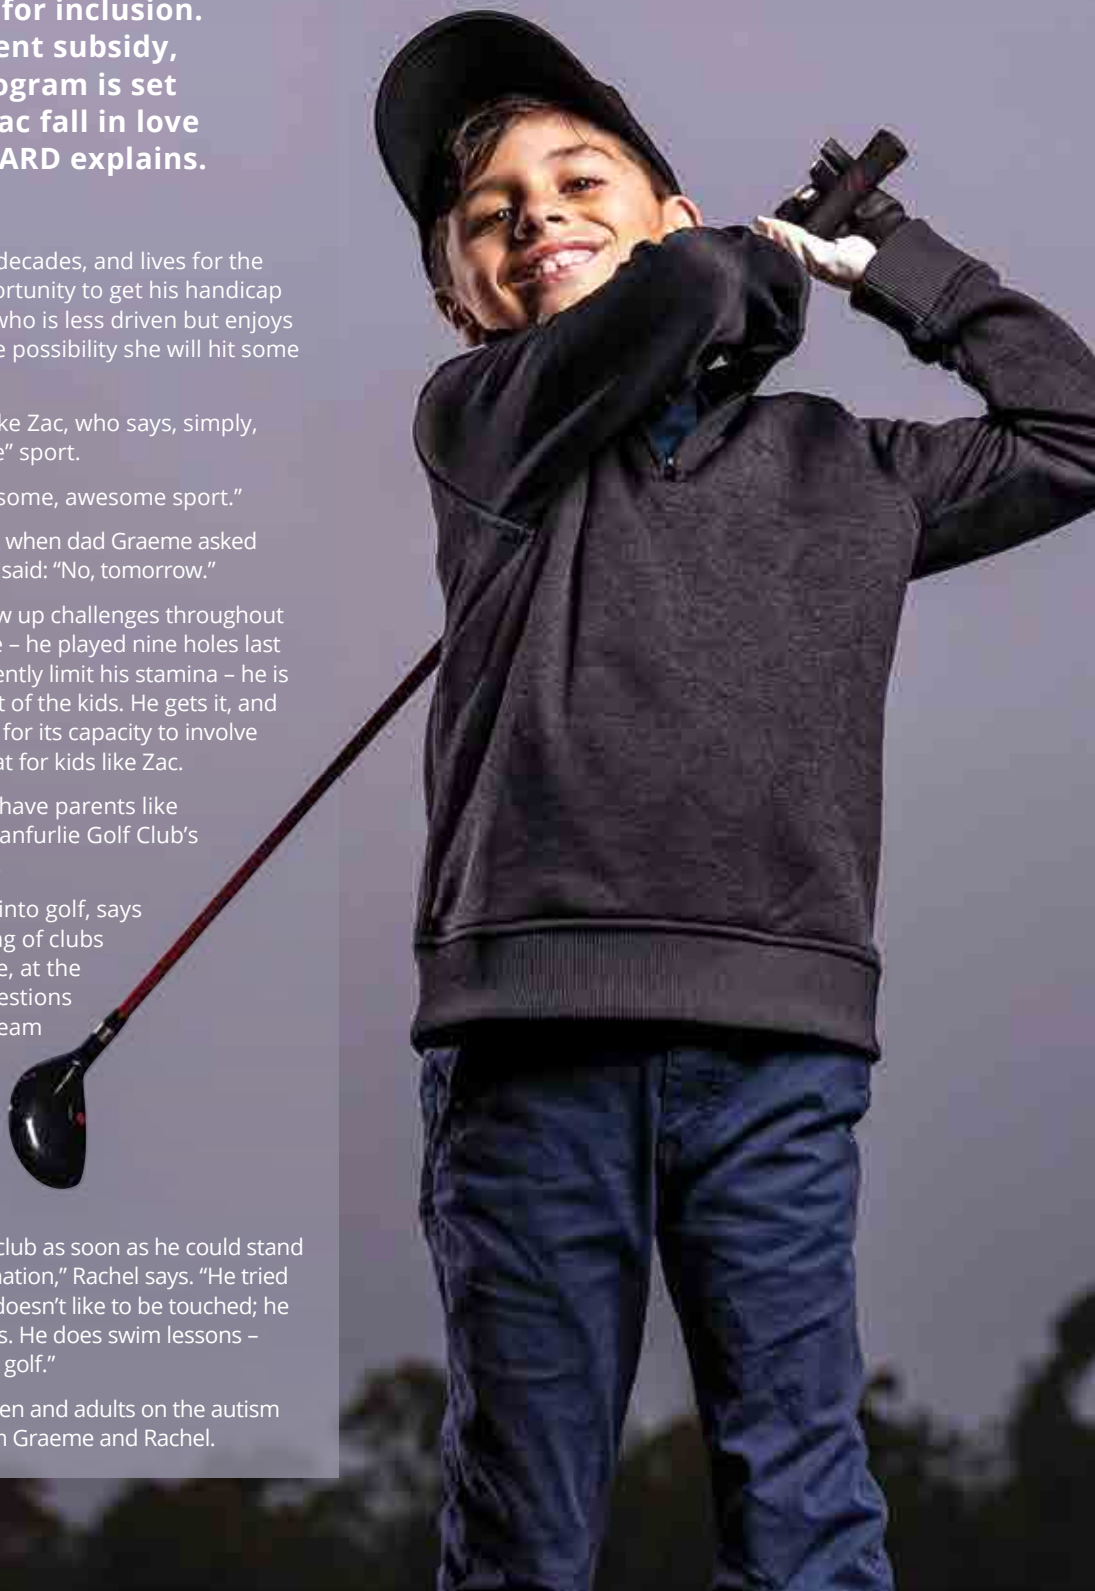 for inclusion.
ent subsidy,
ogram is set
ac fall in love
ARD explains.
decades, and lives for the
ortunity to get his handicap
who is less driven but enjoys
e possibility she will hit some
ke Zac, who says, simply,
e” sport.
some, awesome sport.”
when dad Graeme asked
said: “No, tomorrow.”
w up challenges throughout
e – he played nine holes last
ently limit his stamina – he is
t of the kids. He gets it, and
for its capacity to involve
at for kids like Zac.
have parents like
anfurlie Golf Club’s
into golf, says
ng of clubs
e, at the
estions
eam
club as soon as he could stand
nation,” Rachel says. “He tried
doesn’t like to be touched; he
s. He does swim lessons –
golf.”
en and adults on the autism
n Graeme and Rachel.